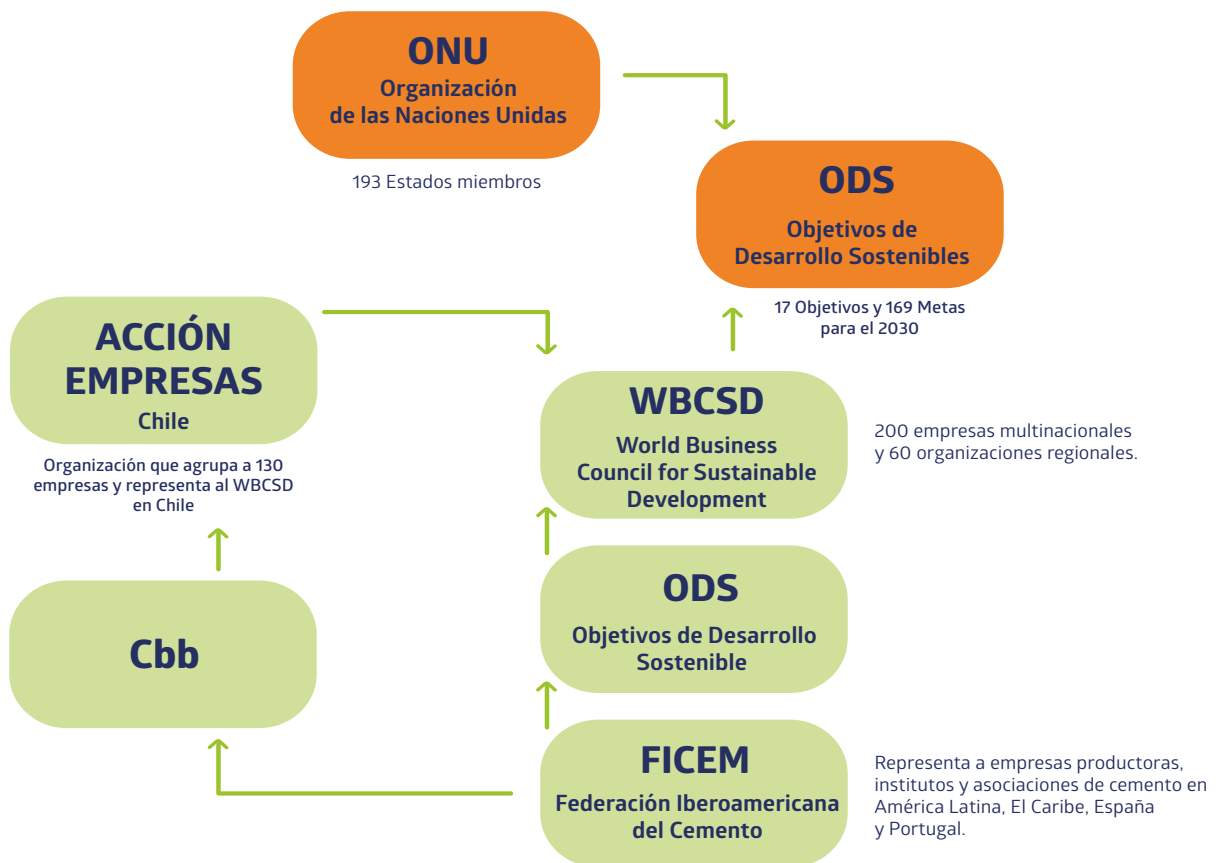 ONU
Organización
de las Naciones Unidas
193 Estados miembros
ODS
Objetivos de
Desarrollo Sostenibles
17 Objetivos y 169 Metas
para el 2030
ACCIÓN
EMPRESAS
Chile
Organización que agrupa a 130
empresas y representa al WBCSD
en Chile
WBCSD
World Business
Council for Sustainable
Development
200 empresas multinacionales
y 60 organizaciones regionales.
Cbb
ODS
Objetivos de Desarrollo
Sostenible
FICEM
Federación Iberoamericana
del Cemento
Representa a empresas productoras,
institutos y asociaciones de cemento en
América Latina, El Caribe, España
y Portugal.